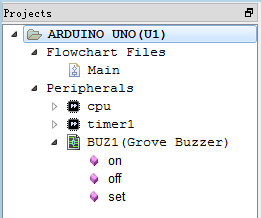 Projects
ARDUINO UNO(U1)
Flowchart Files
Main
Peripherals
cpu
timer1
BUZ1(Grove Buzzer)
on
off
set